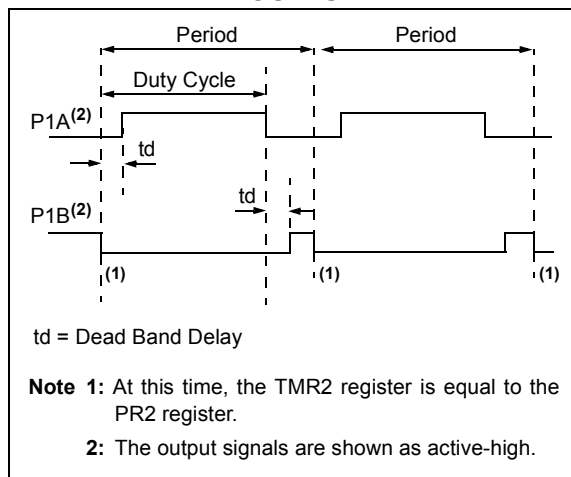 Period Period
Duty Cycle
P1A(2)
td
td
P1B(2)
(1) (1) (1)
td = Dead Band Delay
Note 1: At this time, the TMR2 register is equal to the
PR2 register.
2: The output signals are shown as active-high.